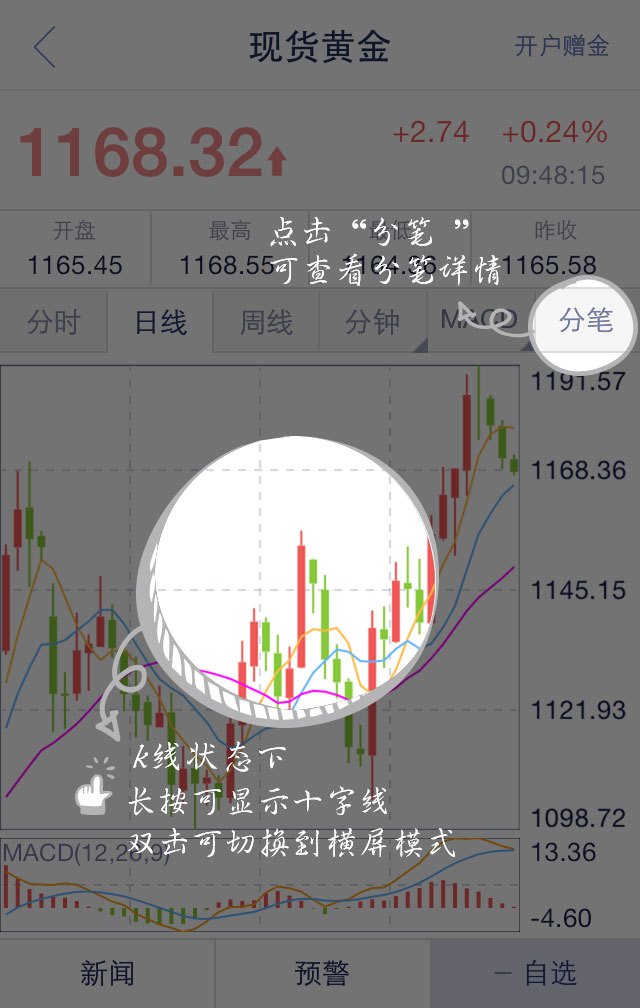 现货黄金
开户赠金
1168.32
+2.74 +0.24%
09:48:15
开盘 最高 最低 昨收
1165.45 1168.55 1164.36 1165.58
点击“分笔 ”
可查看分笔详情
分时 日线 周线 分钟 MACD 分笔
1191.57
1168.36
1145.15
1121.93
1098.72
k线状态下
长按可显示十字线
双击可切换到横屏模式
MACD(12,26,9)
13.36
-4.60
新闻 预警 — 自选